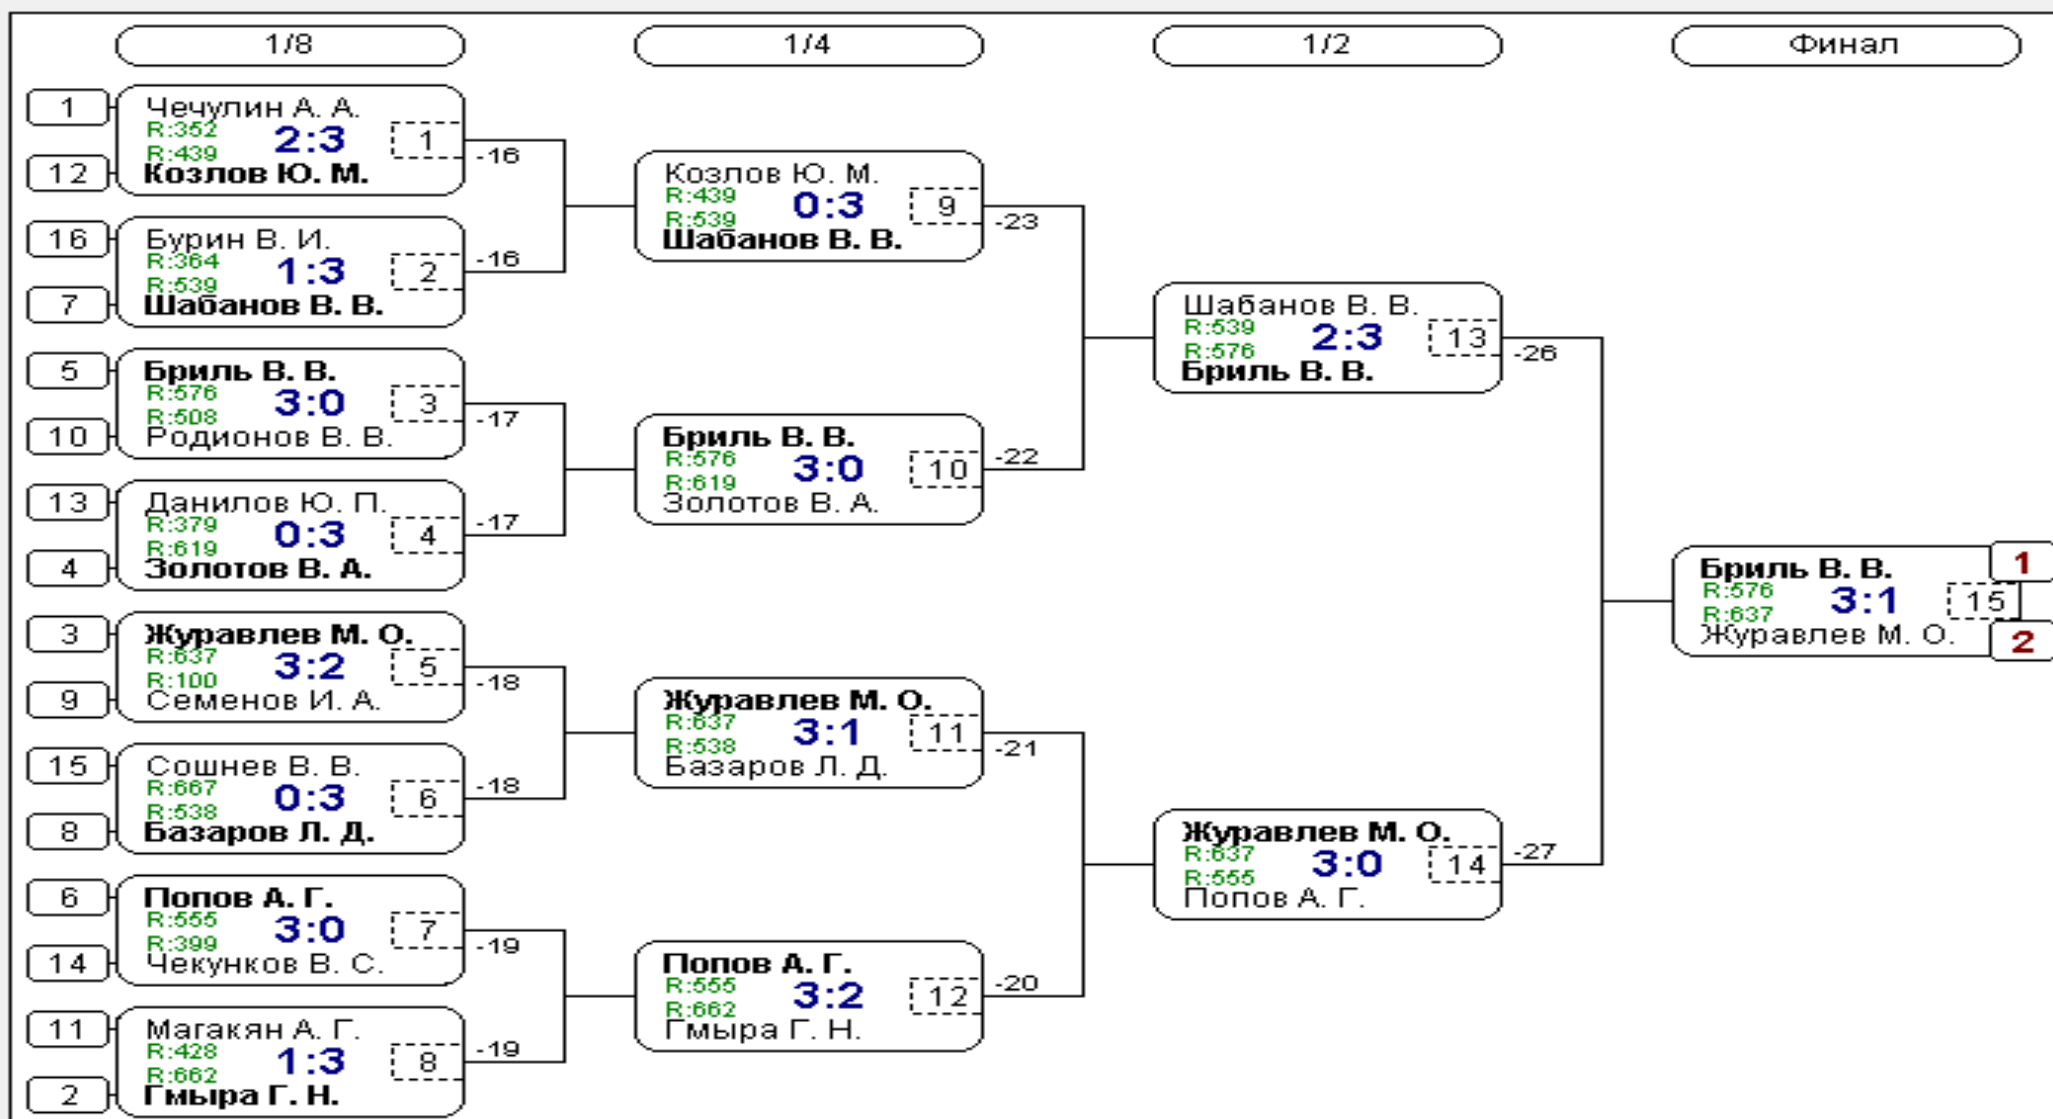 1/8
1/4
1/2
Финал
1
Чечулин А. А.
R:352
R:439
2:3
1
12
Козлов Ю. М.
-16
16
Бурин В. И.
R:364
R:539
1:3
2
7
Шабанов В. В.
-16
5
Бриль В. В.
R:576
R:508
3:0
3
10
Родионов В. В.
-17
13
Данилов Ю. П.
R:379
R:619
0:3
4
4
Золотов В. А.
-17
3
Журавлев М. О.
R:637
R:100
3:2
5
9
Семенов И. А.
-18
15
Сошнев В. В.
R:667
R:538
0:3
6
8
Базаров Л. Д.
-18
6
Попов А. Г.
R:555
R:399
3:0
7
14
Чекунков В. С.
-19
11
Магакян А. Г.
R:428
R:662
1:3
8
2
Гмыра Г. Н.
-19
Козлов Ю. М.
R:439
R:539
0:3
9
Шабанов В. В.
-23
Бриль В. В.
R:576
R:619
3:0
10
Золотов В. А.
-22
Журавлев М. О.
R:637
R:538
3:1
11
Базаров Л. Д.
-21
Попов А. Г.
R:555
R:662
3:2
12
Гмыра Г. Н.
-20
Шабанов В. В.
R:539
R:576
2:3
13
Бриль В. В.
-26
Журавлев М. О.
R:637
R:555
3:0
14
Попов А. Г.
-27
Бриль В. В.
R:576
R:637
3:1
15
Журавлев М. О.
1
2